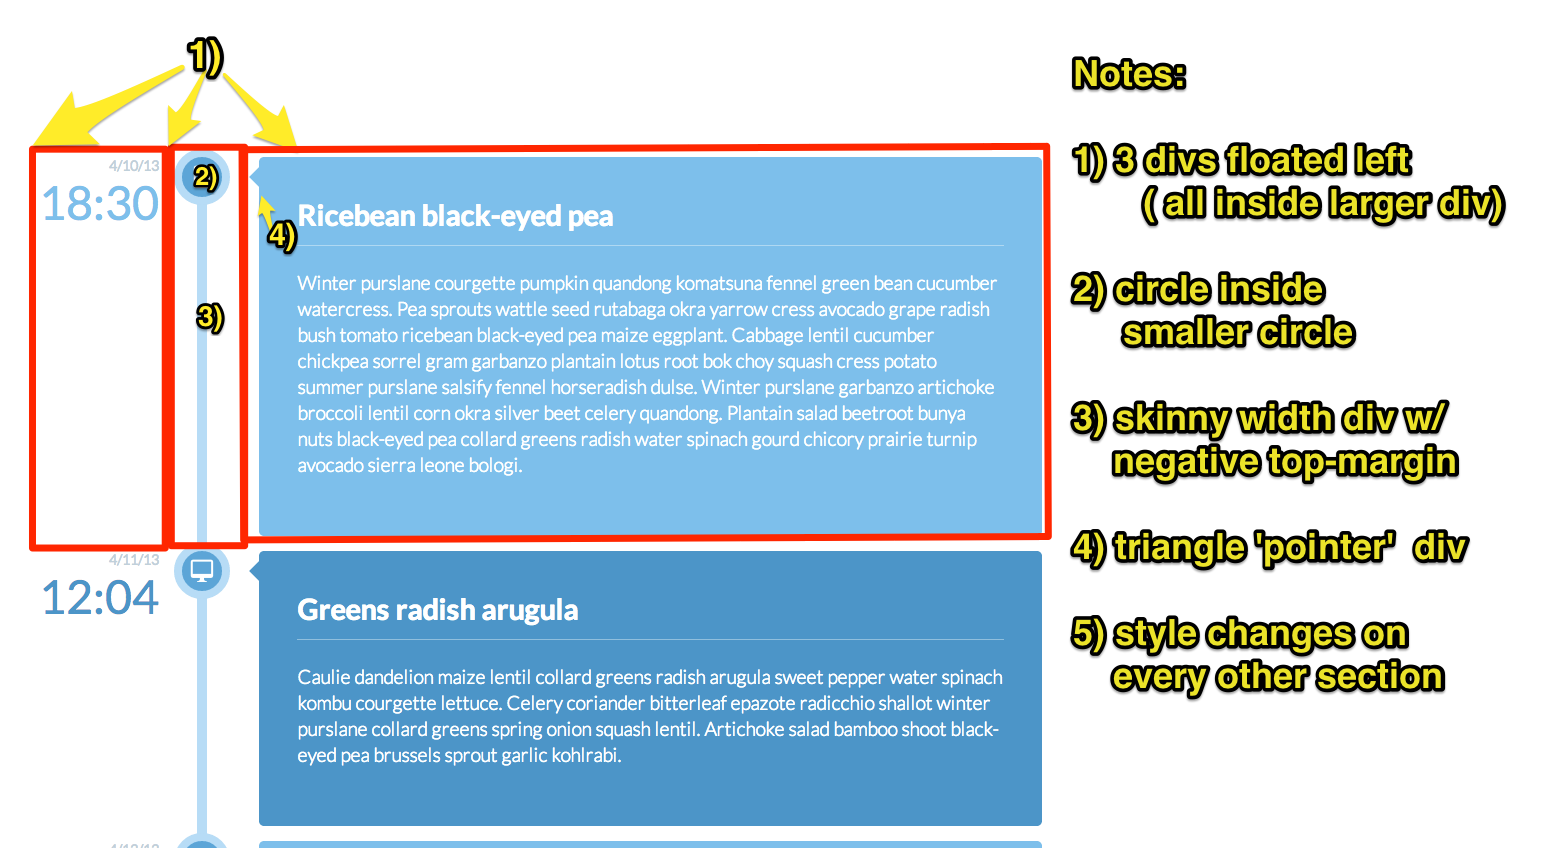 1)
4/10/13
18:30
2)
3)
4)
Ricebean black-eyed pea
Winter purslane courgette pumpkin quandong komatsuna fennel green bean cucumber
watercress. Pea sprouts wattle seed rutabaga okra yarrow cress avocado grape radish
bush tomato ricebean black-eyed pea maize eggplant. Cabbage lentil cucumber
chickpea sorrel gram garbanzo plantain lotus root bok choy squash cress potato
summer purslane salsify fennel horseradish dulse. Winter purslane garbanzo artichoke
broccoli lentil corn okra silver beet celery quandong. Plantain salad beetroot bunya
nuts black-eyed pea collard greens radish water spinach gourd chicory prairie turnip
avocado sierra leone bologi.
4/11/13
12:04
Greens radish arugula
Caulie dandelion maize lentil collard greens radish arugula sweet pepper water spinach
kombu courgette lettuce. Celery coriander bitterleaf epazote radicchio shallot winter
purslane collard greens spring onion squash lentil. Artichoke salad bamboo shoot black-
eyed pea brussels sprout garlic kohlrabi.
Notes:
1) 3 divs floated left
( all inside larger div)
2) circle inside
smaller circle
3) skinny width div w/
negative top-margin
4) triangle 'pointer' div
5) style changes on
every other section